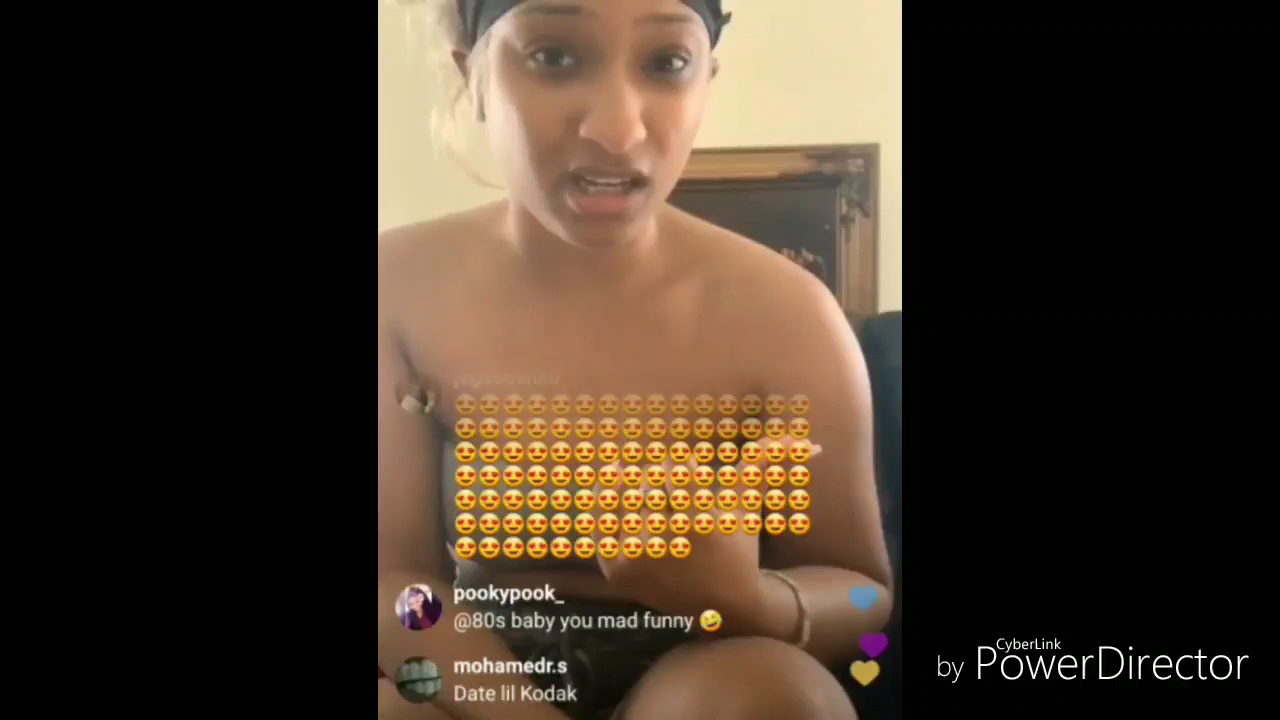 😍😍😍😍😍😍😍😍😍😍😍😍😍😍😍
😍😍😍😍😍😍😍😍😍😍😍😍😍😍😍
😍😍😍😍😍😍😍😍😍😍😍😍😍😍😍
😍😍😍😍😍😍😍😍😍😍😍😍😍😍😍
😍😍😍😍😍😍😍😍😍😍😍😍😍😍😍
😍😍😍😍😍😍😍😍😍😍😍😍😍😍😍
😍😍😍😍😍😍😍😍😍😍
pookypook_
@80s baby you mad funny 🤪
mohamedr.s
Date lil Kodak
CyberLink
by PowerDirector